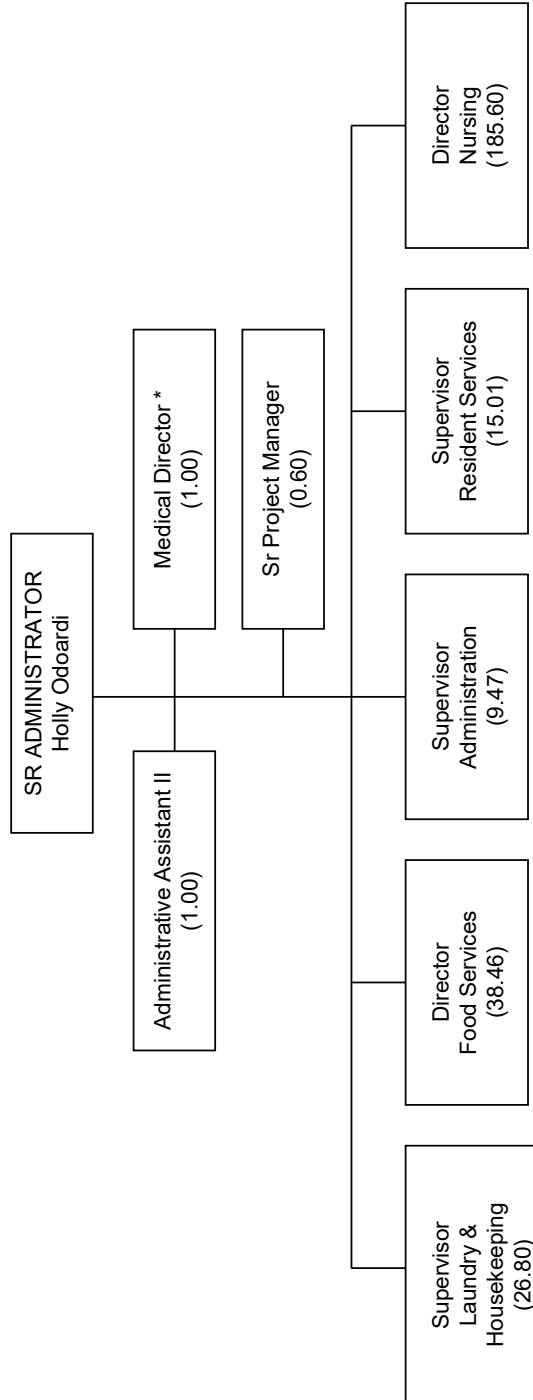 SR ADMINISTRATOR
Holly Odoardi
Administrative Assistant II
(1.00)
Medical Director *
(1.00)
Sr Project Manager
(0.60)
Supervisor
Laundry &
Housekeeping
(26.80)
Director
Food Services
(38.46)
Supervisor
Administration
(9.47)
Supervisor
Resident Services
(15.01)
Director
Nursing
(185.60)